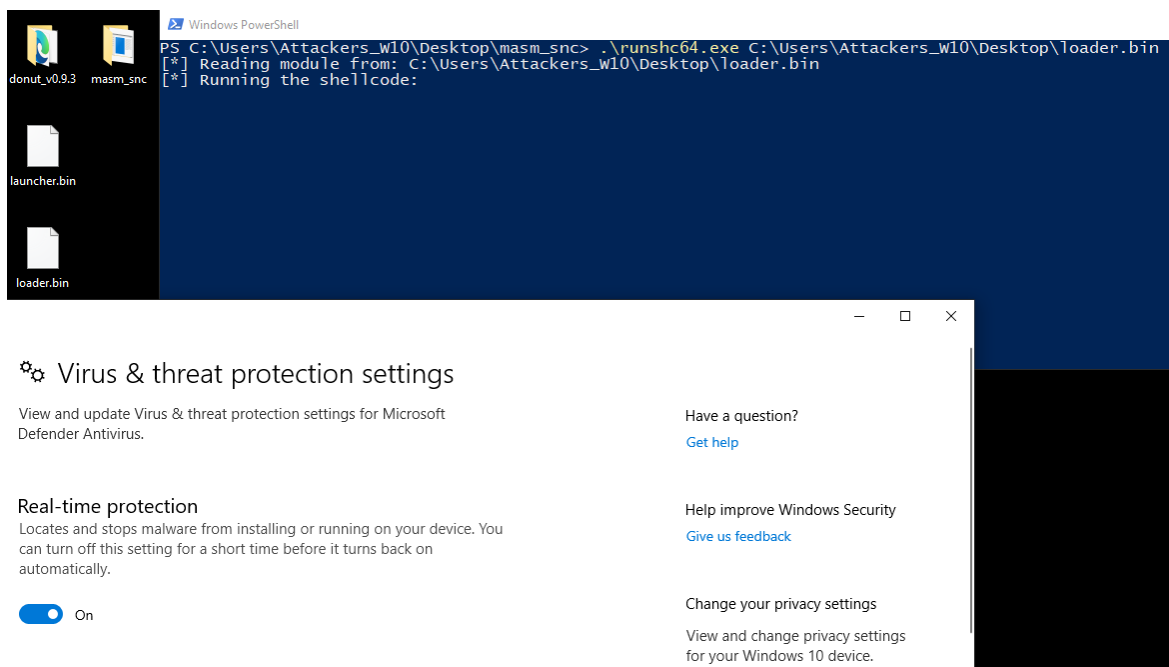 Windows PowerShell
PS C:\Users\Attackers_W10\Desktop\masm_snc> .\runshc64.exe C:\Users\Attackers_W10\Desktop\loader.bin
[*] Reading module from: C:\Users\Attackers_W10\Desktop\loader.bin
[*] Running the shellcode:
donut_v0.9.3
masm_snc
launcher.bin
loader.bin
Virus & threat protection settings
View and update Virus & threat protection settings for Microsoft
Defender Antivirus.
Real-time protection
Locates and stops malware from installing or running on your device. You
can turn off this setting for a short time before it turns back on
automatically.
On
Have a question?
Get help
Help improve Windows Security
Give us feedback
Change your privacy settings
View and change privacy settings
for your Windows 10 device.